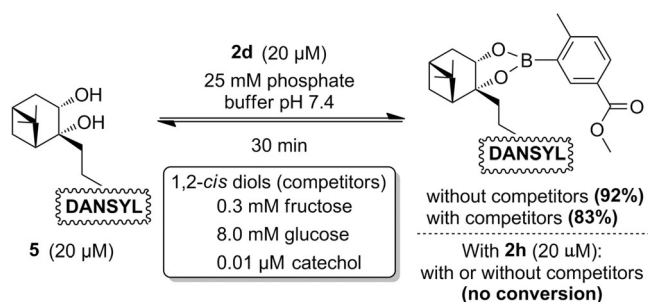 OH
OH
DANSYL
5 (20 µM)
2d (20 µM)
25 mM phosphate
buffer pH 7.4
30 min
1,2-cis diols (competitors)
0.3 mM fructose
8.0 mM glucose
0.01 µM catechol
O
B
O
O
O
DANSYL
without competitors (92%)
with competitors (83%)
With 2h (20 µM):
with or without competitors
(no conversion)